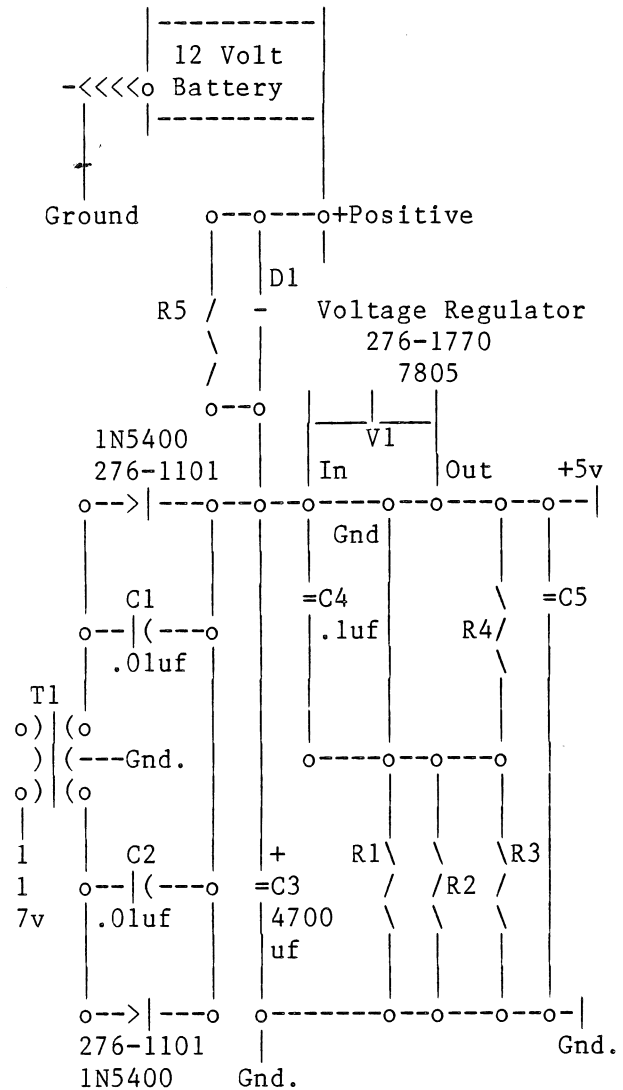 12 Volt
-<<<<o Battery
Ground o--o---o+Positive
D1
R5 / - Voltage Regulator
\ 276-1770
/ 7805
o--o
1N5400 V1
276-1101 In Out +5v
o-->|---o--o--o----o--o---o--o--|
Gnd
C1 =C4 \ =C5
o--|(---o .1uf R4/
.01uf \
T1
o)|(o
)|(---Gnd. o----o--o---o
o)|(o
1 C2 + R1\ \ \R3
1 o--|(---o =C3 / /R2 /
7v .01uf 4700 \ \ \
uf
o-->|---o o-------o--o---o--o-|
276-1101 Gnd.
1N5400 Gnd.